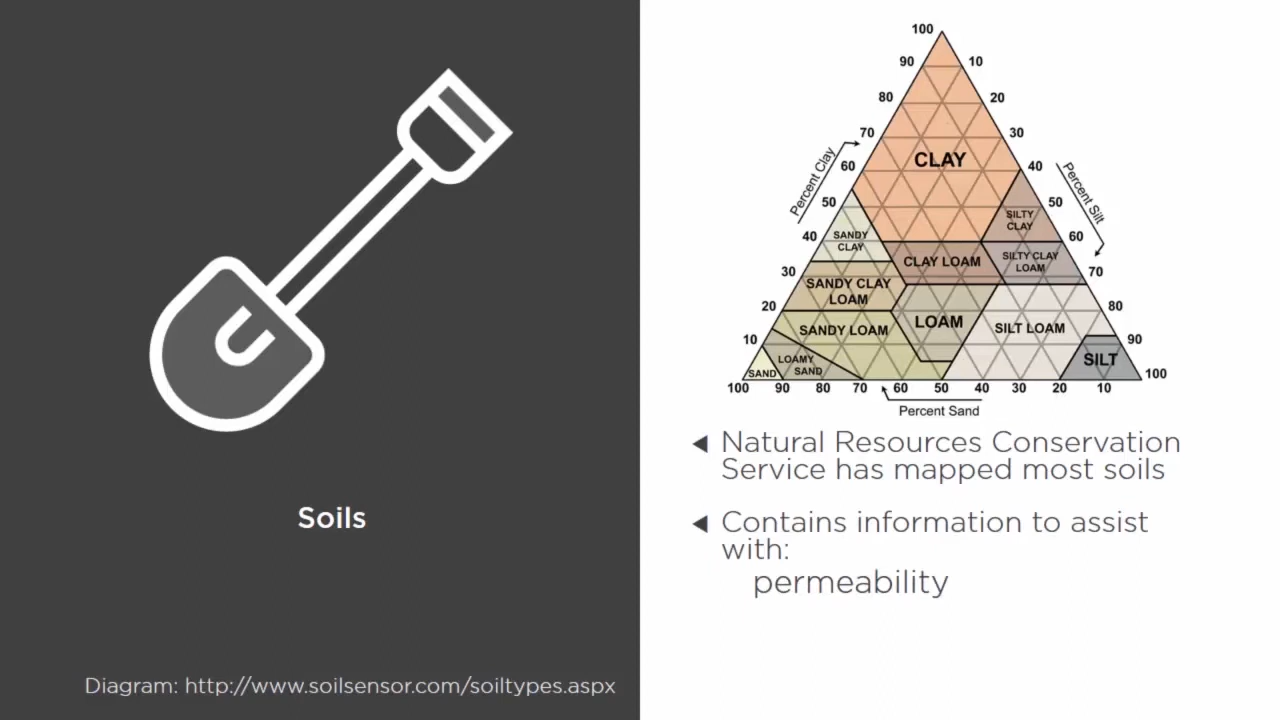 Soils
Diagram: http://www.soilsensor.com/soiltypes.aspx
100
90
10
80
20
70
30
Percent Clay
CLAY
60
40
Percent Silt
50
50
SILTY
CLAY
40
SANDY
CLAY
60
30
CLAY LOAM
SILTY CLAY
LOAM
70
SANDY CLAY
LOAM
20
80
SANDY LOAM
LOAM
SILT LOAM
10
90
LOAMY
SAND
SILT
SAND
100
100
90
80
70
60
50
40
30
20
10
Percent Sand
Natural Resources Conservation
Service has mapped most soils
Contains information to assist
with:
permeability